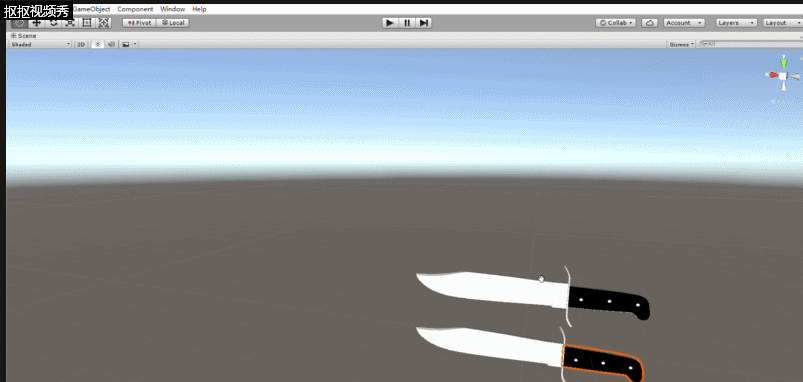 抠抠视频秀
GameObject Component Window Help
Pivot Local Collab Account Layers Layout
Scene
Shaded 2D Gizmos